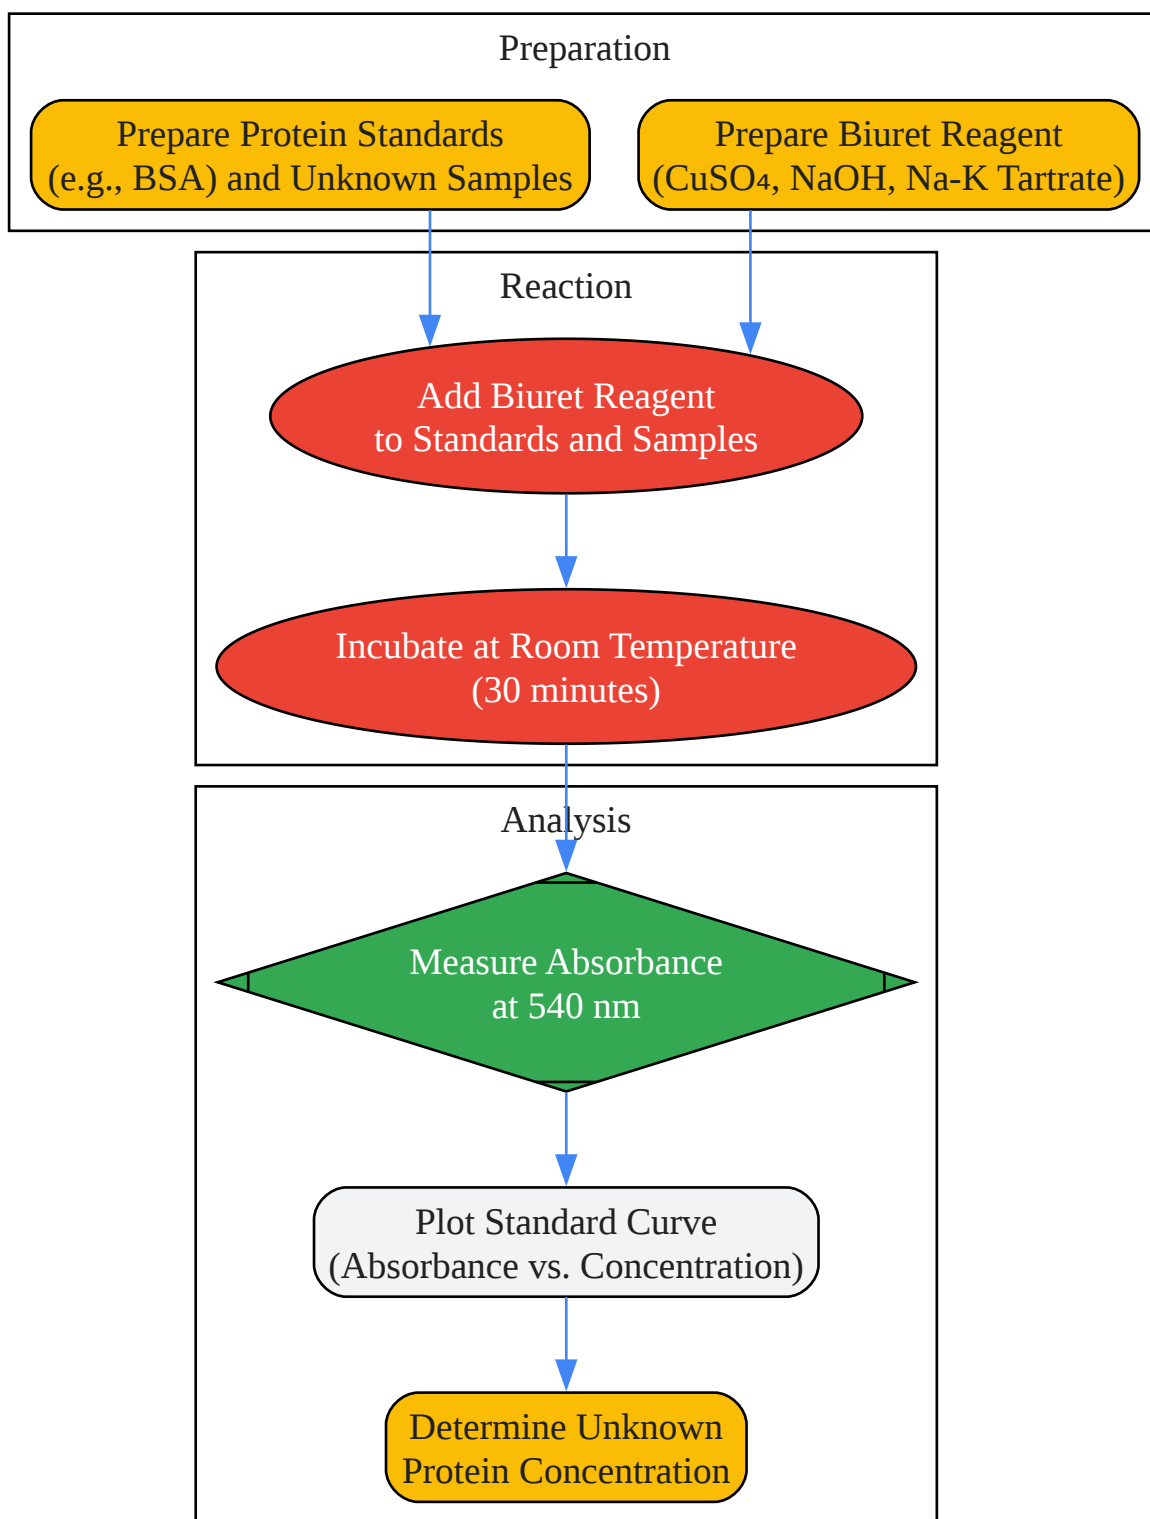 Preparation
Prepare Protein Standards
(e.g., BSA) and Unknown Samples
Prepare Biuret Reagent
(CuSO₄, NaOH, Na-K Tartrate)
Reaction
Add Biuret Reagent
to Standards and Samples
Incubate at Room Temperature
(30 minutes)
Analysis
Measure Absorbance
at 540 nm
Plot Standard Curve
(Absorbance vs. Concentration)
Determine Unknown
Protein Concentration